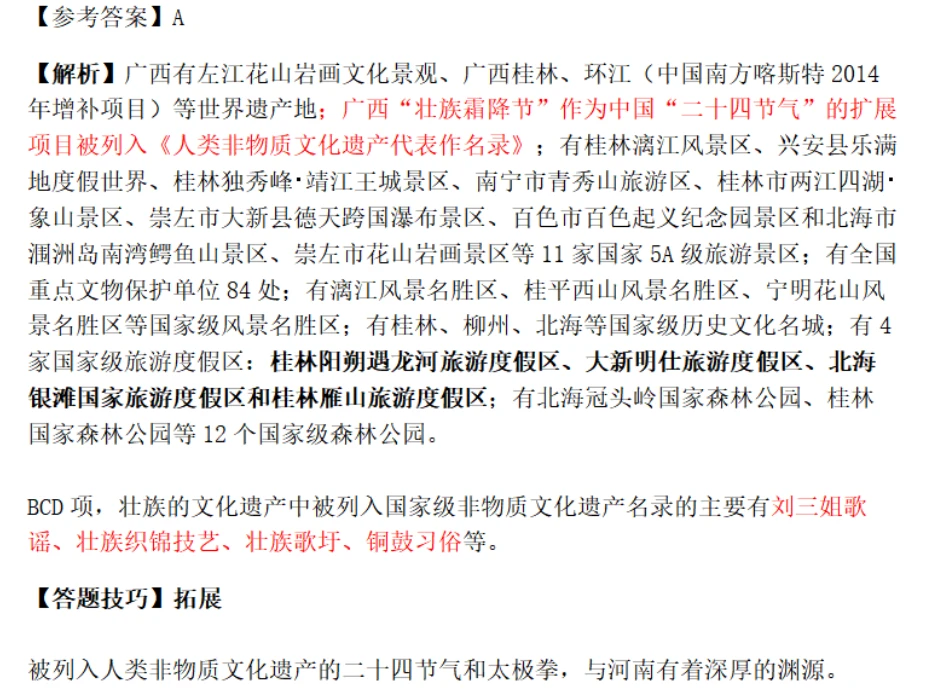 【参考答案】A
【解析】广西有左江花山岩画文化景观、广西桂林、环江（中国南方喀斯特 2014
年增补项目）等世界遗产地；广西“壮族霜降节”作为中国“二十四节气”的扩展
项目被列入《人类非物质文化遗产代表作名录》；有桂林漓江风景区、兴安县乐满
地度假世界、桂林独秀峰·靖江王城景区、南宁市青秀山旅游区、桂林市两江四湖·
象山景区、崇左市大新县德天跨国瀑布景区、百色市百色起义纪念园景区和北海市
涠洲岛南湾鳄鱼山景区、崇左市花山岩画景区等 11 家国家 5A 级旅游景区；有全国
重点文物保护单位 84 处；有漓江风景名胜区、桂平西山风景名胜区、宁明花山风
景名胜区等国家级风景名胜区；有桂林、柳州、北海等国家级历史文化名城；有 4
家国家级旅游度假区：桂林阳朔遇龙河旅游度假区、大新明仕旅游度假区、北海
银滩国家旅游度假区和桂林雁山旅游度假区；有北海冠头岭国家森林公园、桂林
国家森林公园等 12 个国家级森林公园。
BCD 项，壮族的文化遗产中被列入国家级非物质文化遗产名录的主要有刘三姐歌
谣、壮族织锦技艺、壮族歌圩、铜鼓习俗等。
【答题技巧】拓展
被列入人类非物质文化遗产的二十四节气和太极拳，与河南有着深厚的渊源。